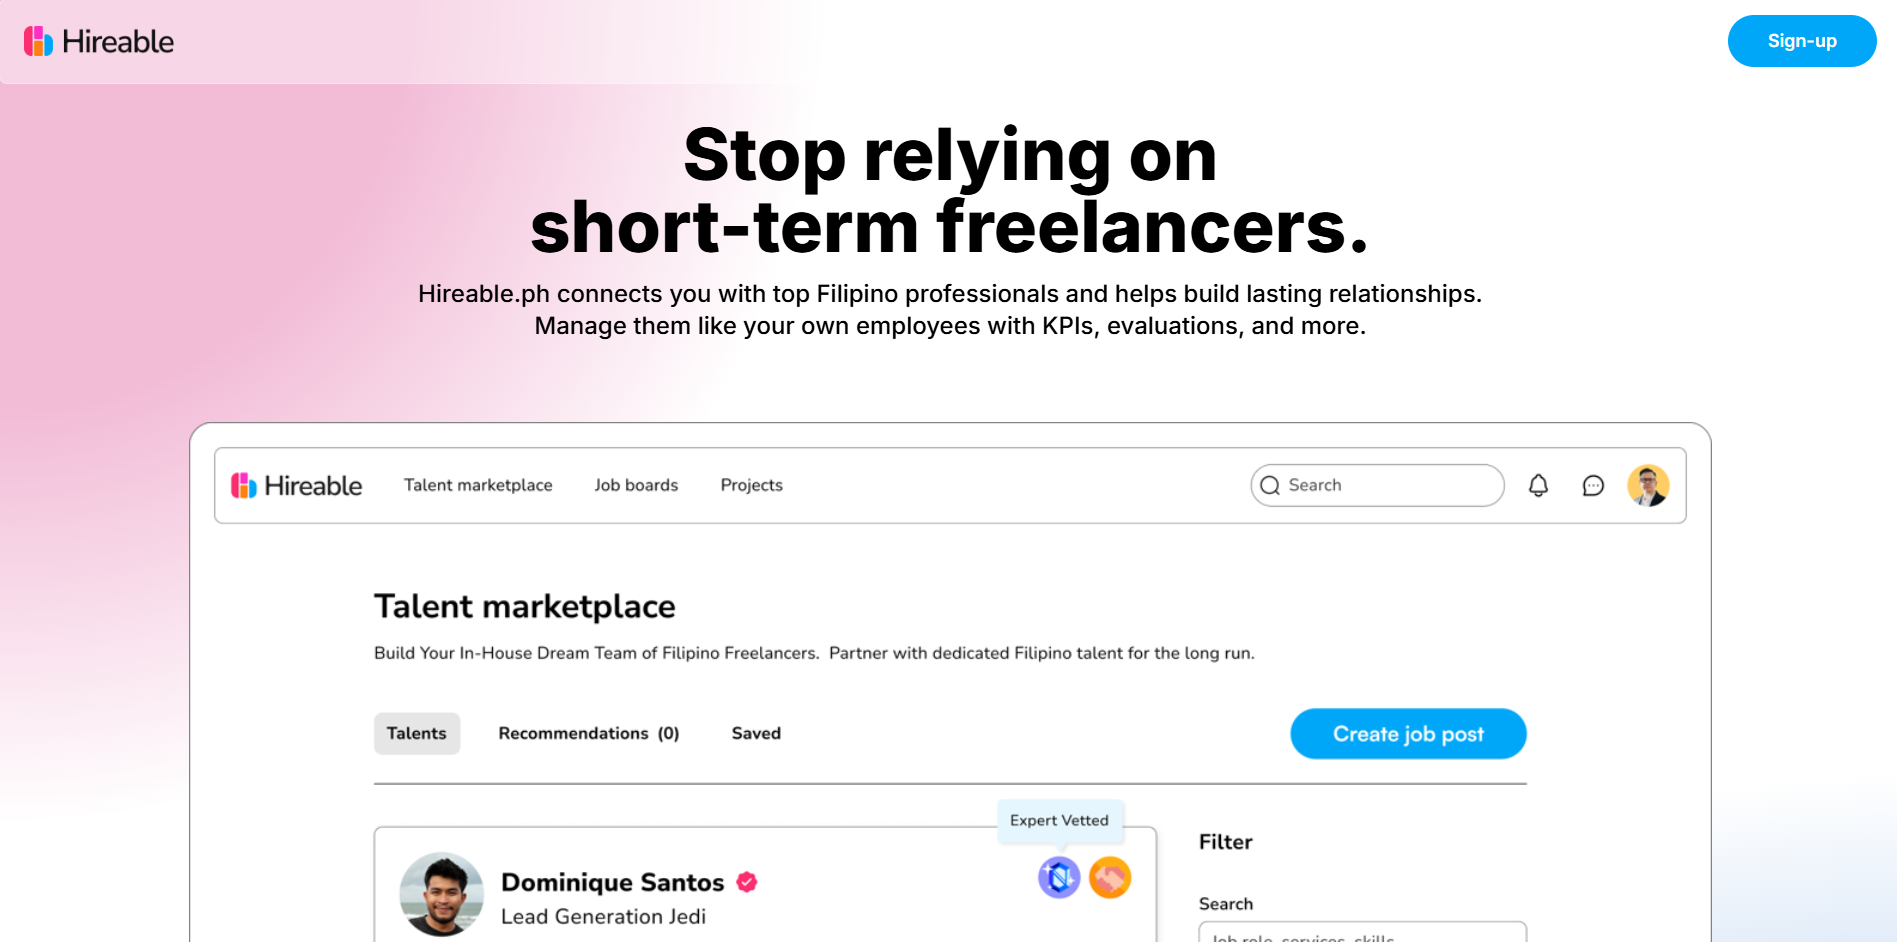 Hireable
Sign-up
Stop relying on
short-term freelancers.
Hireable.ph connects you with top Filipino professionals and helps build lasting relationships.
Manage them like your own employees with KPIs, evaluations, and more.
Hireable Talent marketplace Job boards Projects Search
Talent marketplace
Build Your In-House Dream Team of Filipino Freelancers. Partner with dedicated Filipino talent for the long run.
Talents Recommendations (0) Saved Create job post
Expert Vetted
Dominique Santos
Lead Generation Jedi
Filter
Search
Job role, services, skills